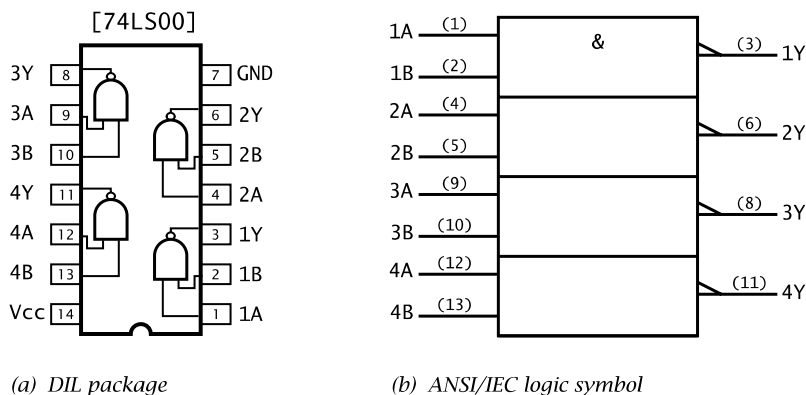 [74LS00]
3Y 8 7 GND
3A 9 6 2Y
3B 10 5 2B
4Y 11 4 2A
4A 12 3 1Y
4B 13 2 1B
Vcc 14 1 1A
(a) DIL package
&
1A (1)
(3) 1Y
1B (2)
2A (4)
(6) 2Y
2B (5)
3A (9)
(8) 3Y
3B (10)
4A (12)
(11) 4Y
4B (13)
(b) ANSI/IEC logic symbol